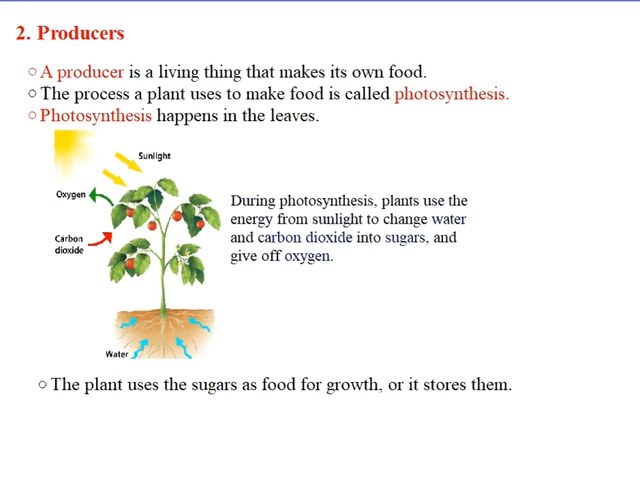 2. Producers
○ A producer is a living thing that makes its own food.
○ The process a plant uses to make food is called photosynthesis.
○ Photosynthesis happens in the leaves.
Sunlight
Oxygen
Carbon
dioxide
Water
During photosynthesis, plants use the
energy from sunlight to change water
and carbon dioxide into sugars, and
give off oxygen.
○ The plant uses the sugars as food for growth, or it stores them.